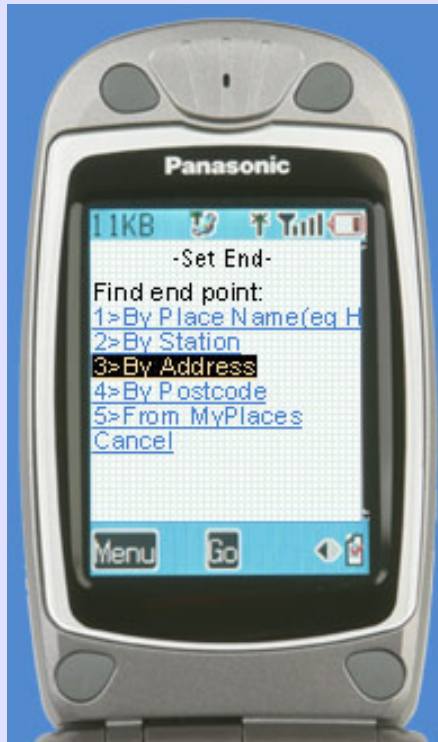 Panasonic
11KB
-Set End-
Find end point:
1>By Place Name(eg H
2>By Station
3>By Address
4>By Postcode
5>From MyPlaces
Cancel
Menu Go